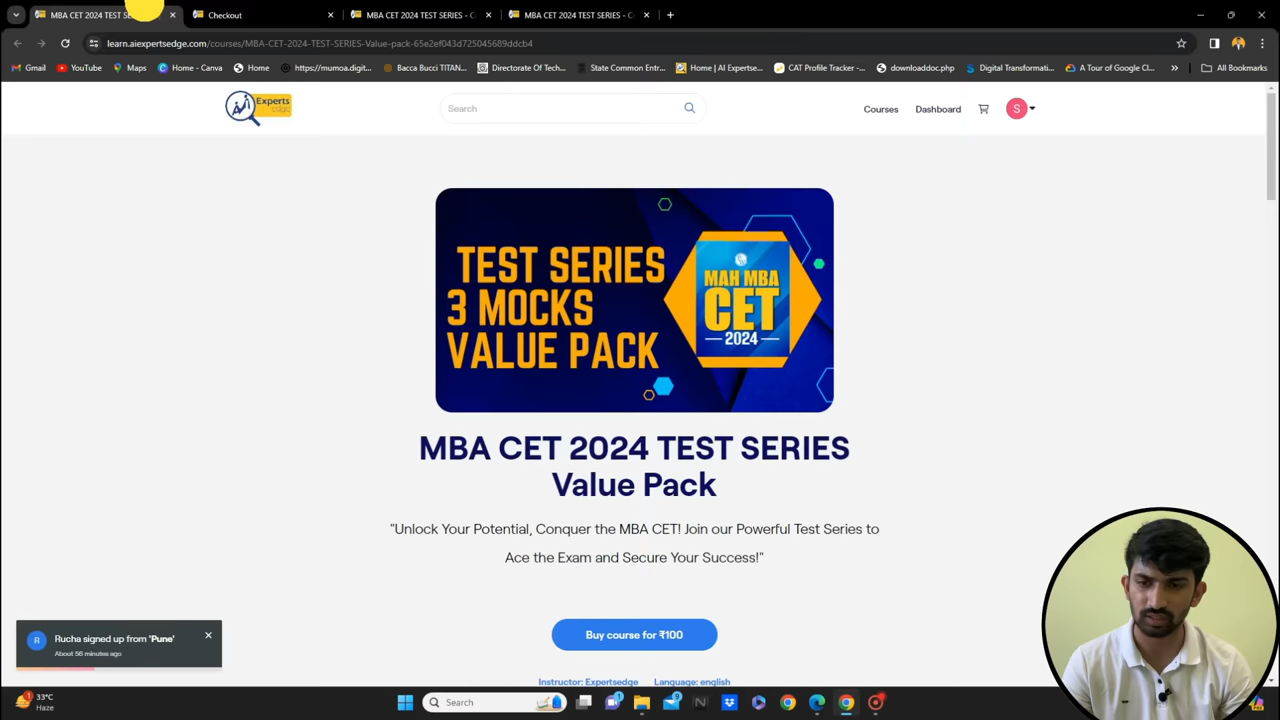 MBA CET 2024 TEST SE
Checkout
MBA CET 2024 TEST SERIES - C
MBA CET 2024 TEST SERIES - C
learn.aiexpertsedge.com/courses/MBA-CET-2024-TEST-SERIES-Value-pack-65e2ef043d725045689ddcb4
Gmail YouTube Maps Home - Canva Home https://mumoa.digit... Bacca Bucci TITAN... Directorate Of Tech... State Common Entr... Home | AI Expertse... CAT Profile Tracker -... downloaddoc.php Digital Transformati... A Tour of Google Cl... » All Bookmarks
Experts
edge
Search
Courses Dashboard S
TEST SERIES
3 MOCKS
VALUE PACK
MAH MBA
CET
2024
MBA CET 2024 TEST SERIES
Value Pack
"Unlock Your Potential, Conquer the MBA CET! Join our Powerful Test Series to
Ace the Exam and Secure Your Success!"
Buy course for ₹100
Instructor: Expertsedge Language: english
R
Rucha signed up from 'Pune'
About 56 minutes ago
1
33°C
Haze
Search
1
9